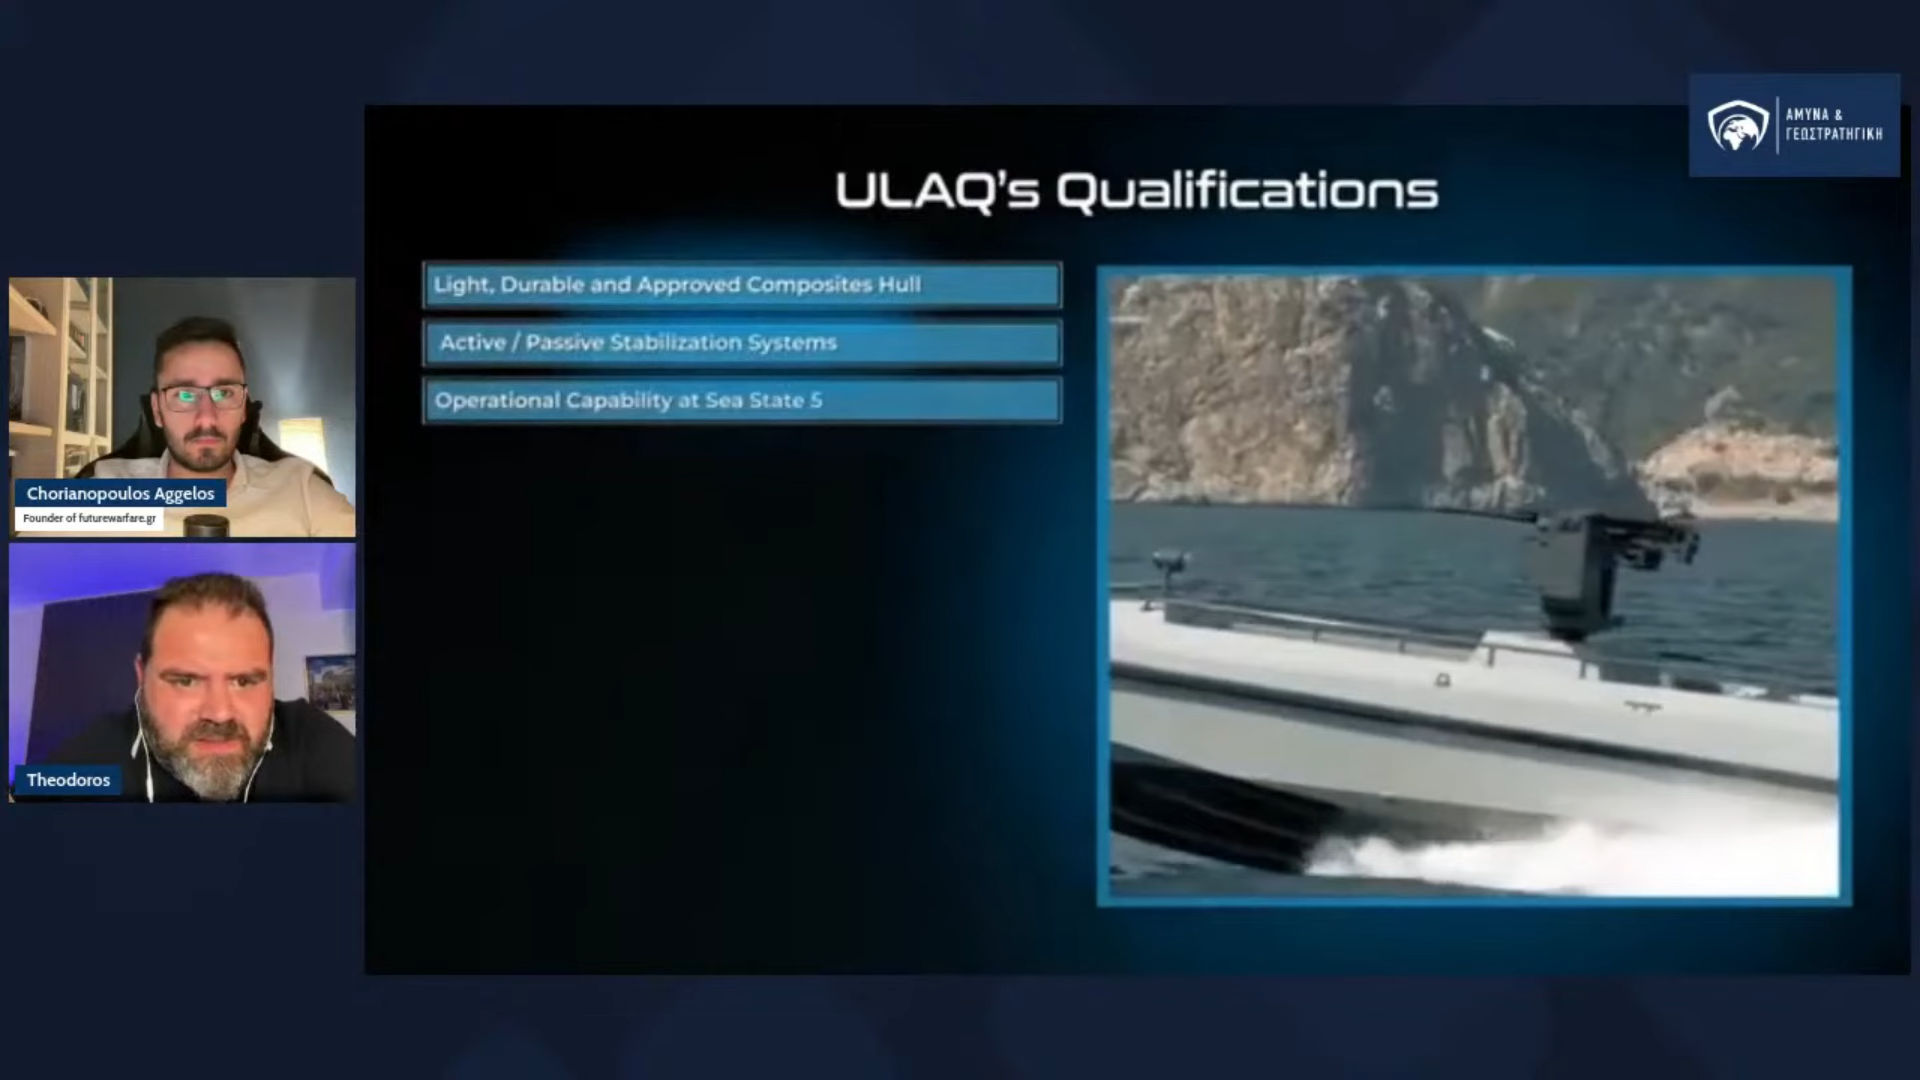 ΑΜΥΝΑ &
ΓΕΩΣΤΡΑΤΗΓΙΚΗ
ULAQ's Qualifications
Light, Durable and Approved Composites Hull
Active / Passive Stabilization Systems
Operational Capability at Sea State 5
Chorianopoulos Aggelos
Founder of futurewarfare.gr
Theodoros